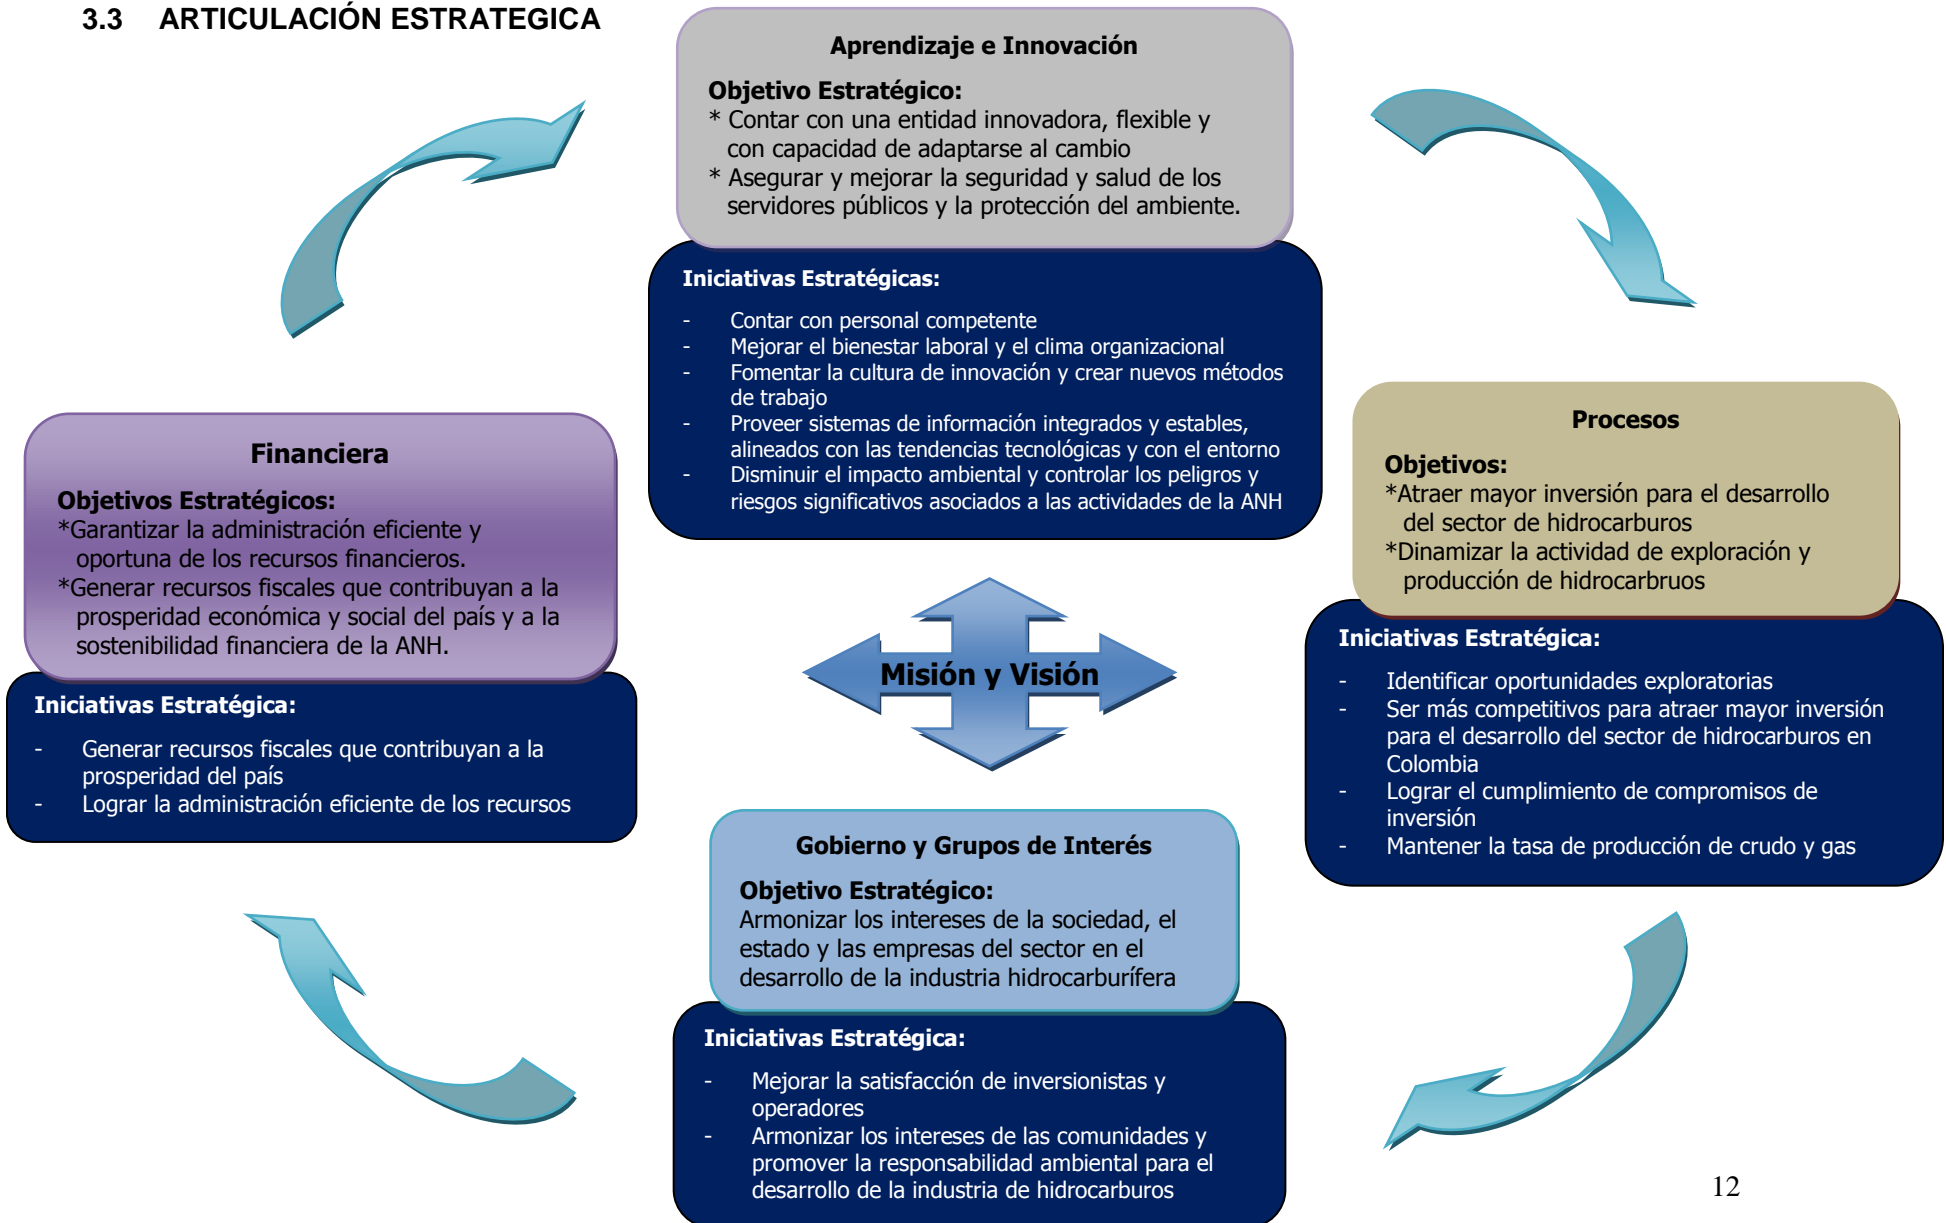 3.3 ARTICULACIÓN ESTRATEGICA
Aprendizaje e Innovación
Objetivo Estratégico:
* Contar con una entidad innovadora, flexible y
con capacidad de adaptarse al cambio
* Asegurar y mejorar la seguridad y salud de los
servidores públicos y la protección del ambiente.
Iniciativas Estratégicas:
- Contar con personal competente
- Mejorar el bienestar laboral y el clima organizacional
- Fomentar la cultura de innovación y crear nuevos métodos
de trabajo
- Proveer sistemas de información integrados y estables,
alineados con las tendencias tecnológicas y con el entorno
- Disminuir el impacto ambiental y controlar los peligros y
riesgos significativos asociados a las actividades de la ANH
Procesos
Objetivos:
*Atraer mayor inversión para el desarrollo
del sector de hidrocarburos
*Dinamizar la actividad de exploración y
producción de hidrocarbruos
Iniciativas Estratégica:
- Identificar oportunidades exploratorias
- Ser más competitivos para atraer mayor inversión
para el desarrollo del sector de hidrocarburos en
Colombia
- Lograr el cumplimiento de compromisos de
inversión
- Mantener la tasa de producción de crudo y gas
Financiera
Objetivos Estratégicos:
*Garantizar la administración eficiente y
oportuna de los recursos financieros.
*Generar recursos fiscales que contribuyan a la
prosperidad económica y social del país y a la
sostenibilidad financiera de la ANH.
Iniciativas Estratégica:
- Generar recursos fiscales que contribuyan a la
prosperidad del país
- Lograr la administración eficiente de los recursos
Misión y Visión
Gobierno y Grupos de Interés
Objetivo Estratégico:
Armonizar los intereses de la sociedad, el
estado y las empresas del sector en el
desarrollo de la industria hidrocarburífera
Iniciativas Estratégica:
- Mejorar la satisfacción de inversionistas y
operadores
- Armonizar los intereses de las comunidades y
promover la responsabilidad ambiental para el
desarrollo de la industria de hidrocarburos
12